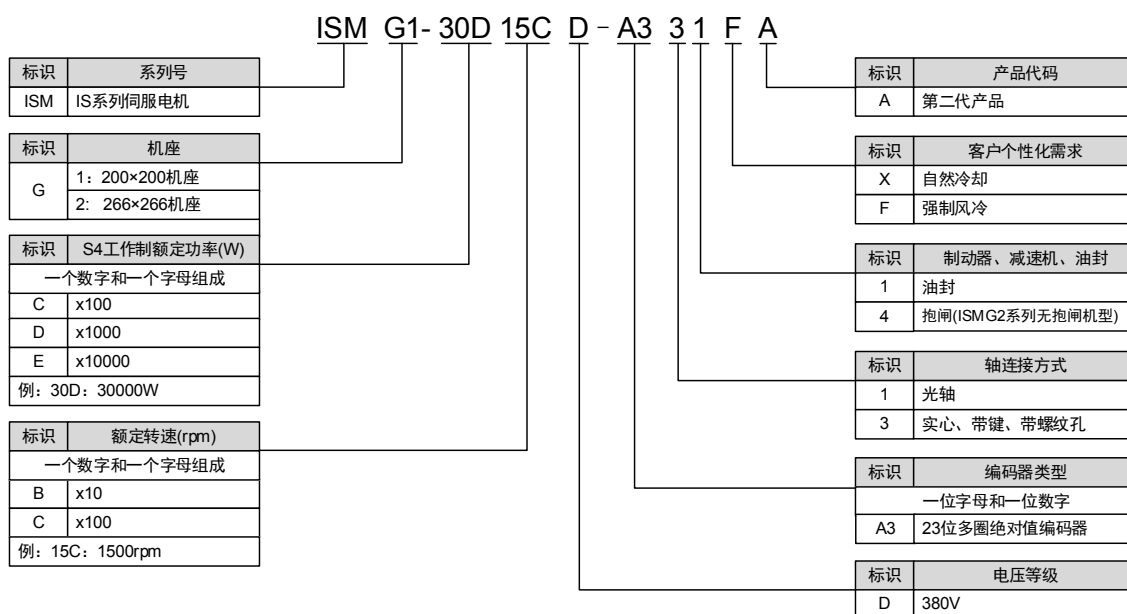 ISM G1- 30D 15C D - A3 3 1 F A
标识 系列号
ISM IS系列伺服电机
标识 机座
G 1：200×200机座
2: 266×266机座
标识 S4工作制额定功率(W)
一个数字和一个字母组成
C x100
D x1000
E x10000
例：30D：30000W
标识 额定转速(rpm)
一个数字和一个字母组成
B x10
C x100
例：15C：1500rpm
标识 产品代码
A 第二代产品
标识 客户个性化需求
X 自然冷却
F 强制风冷
标识 制动器、减速机、油封
1 油封
4 抱闸(ISMG2系列无抱闸机型)
标识 轴连接方式
1 光轴
3 实心、带键、带螺纹孔
标识 编码器类型
一位字母和一位数字
A3 23位多圈绝对值编码器
标识 电压等级
D 380V